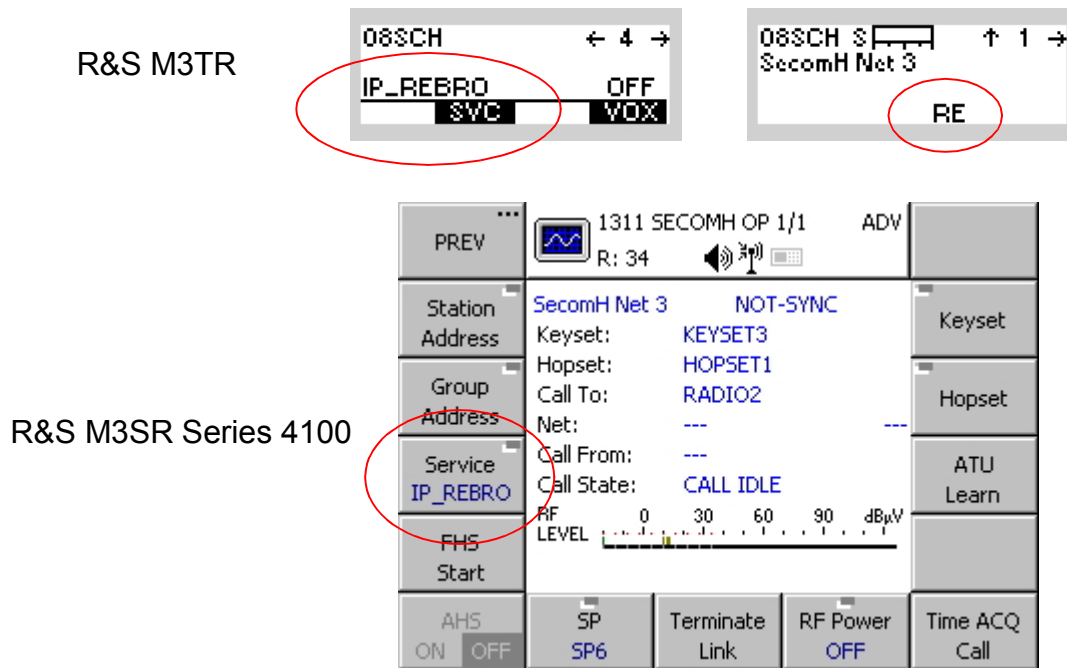 R&S M3TR
08SCH ← 4 →
IP_REBRO OFF
SVC VOX
08SCH S ↑ 1 →
SecomH Net 3
RE
R&S M3SR Series 4100
PREV ...
1311 SECOMH OP 1/1 ADV
R: 34
Station
Address
Group
Address
Service
IP_REBRO
FHS
Start
SecomH Net 3 NOT-SYNC
Keyset: KEYSET3
Hopset: HOPSET1
Call To: RADIO2
Net: --- ---
Call From: ---
Call State: CALL IDLE
RF 0 30 60 90 dBµV
LEVEL
Keyset
Hopset
ATU
Learn
AHS
ON OFF
SP
SP6
Terminate
Link
RF Power
OFF
Time ACQ
Call